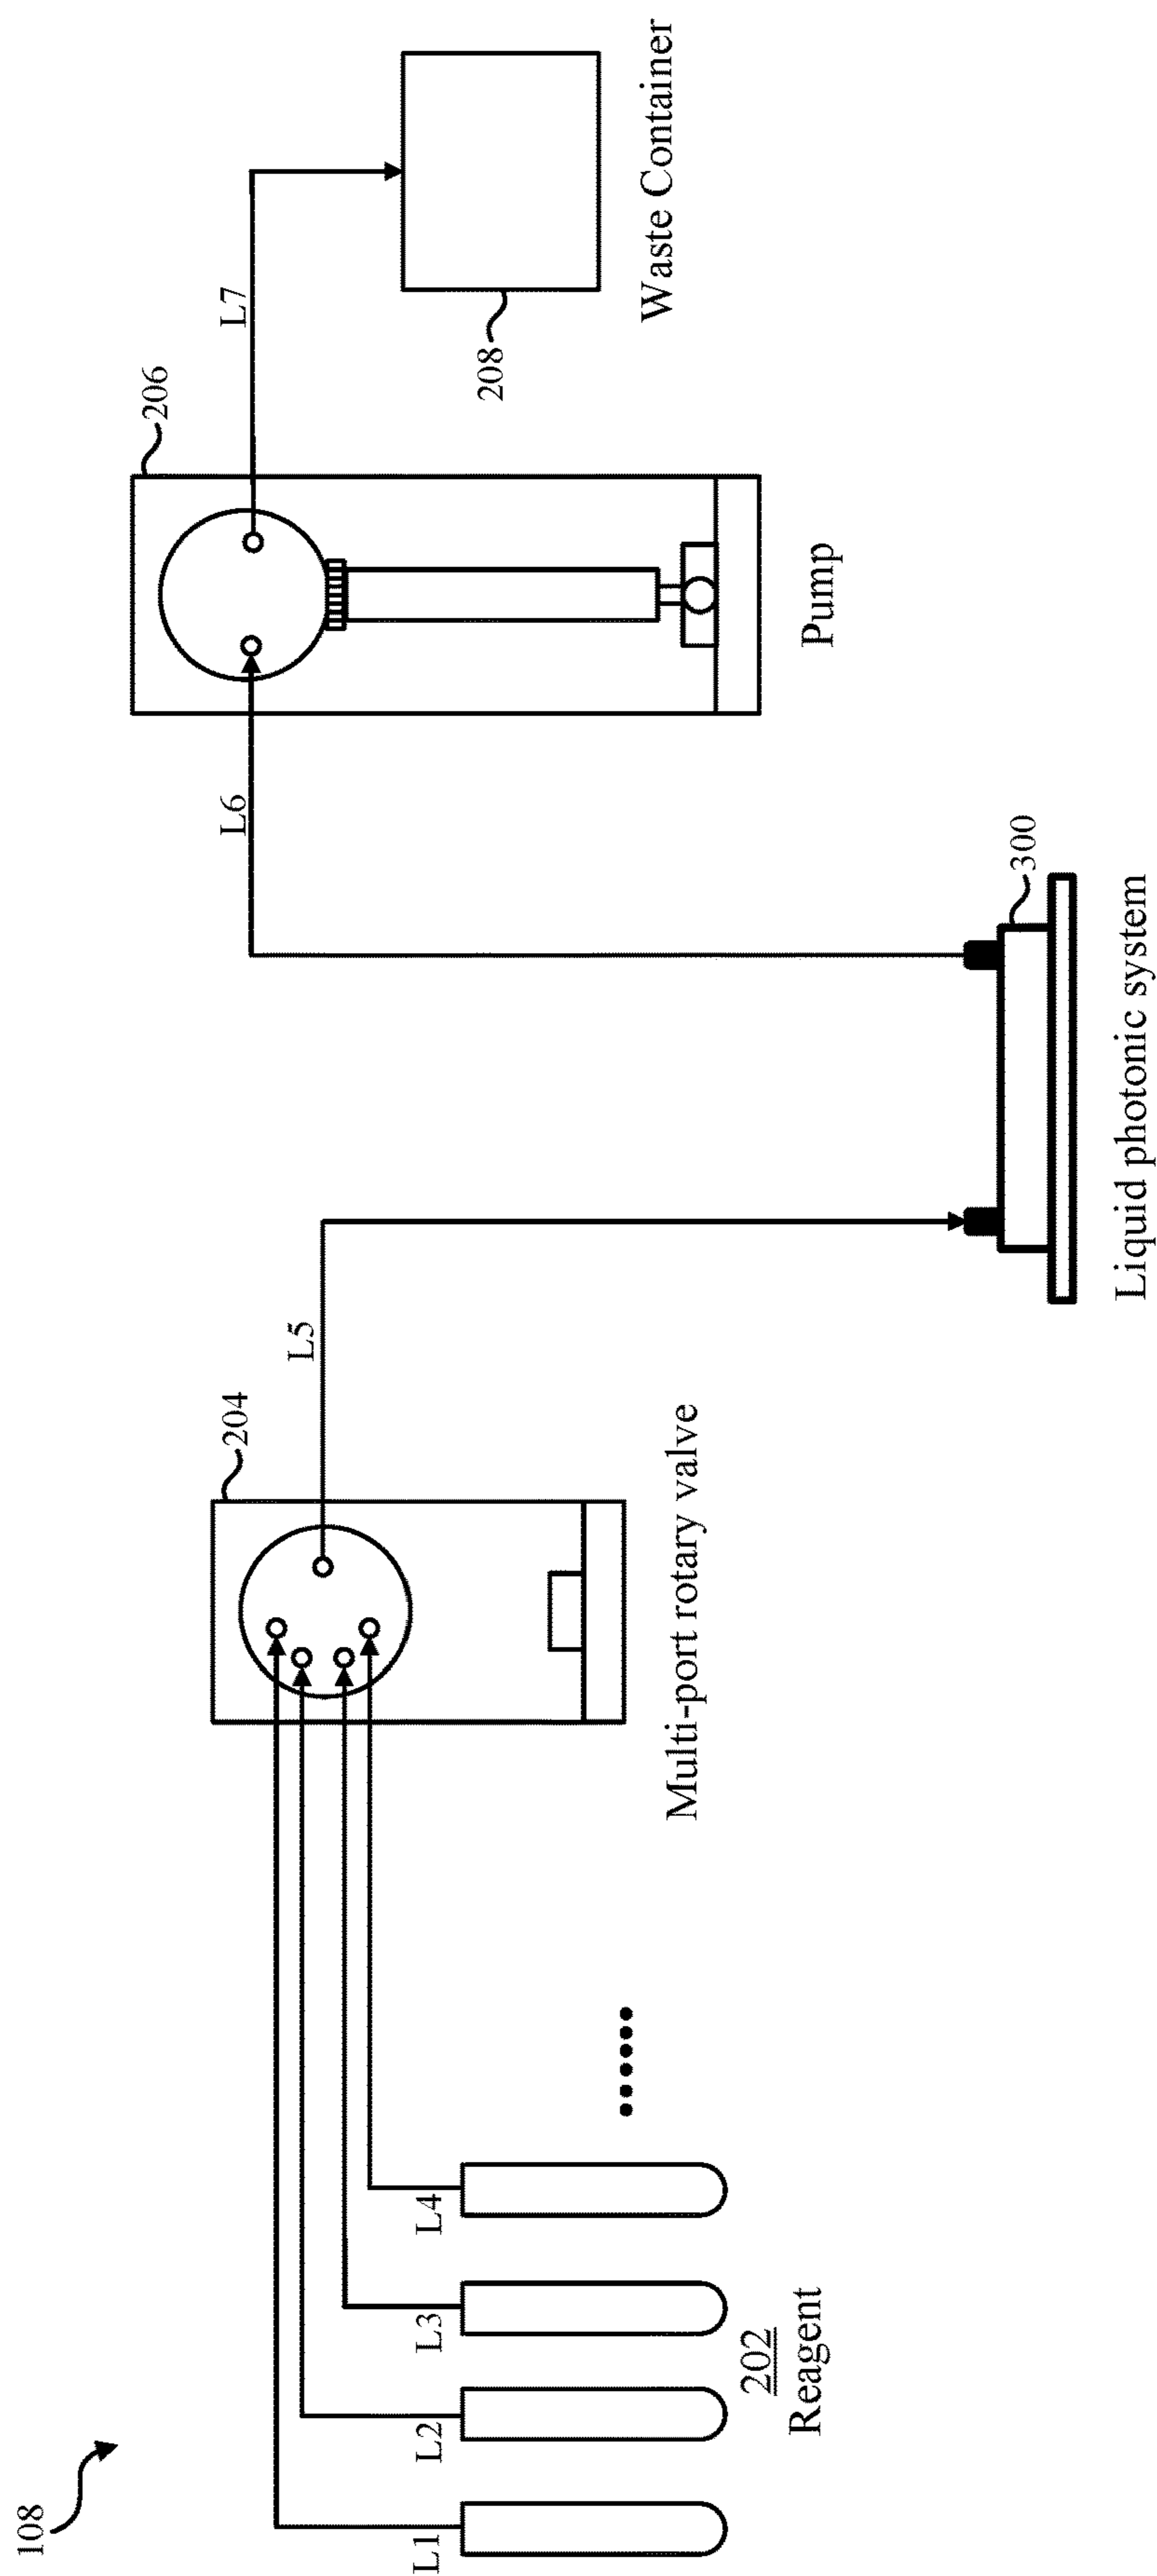 108
L1
L2
L3
L4
202
Reagent
204
Multi-port rotary valve
L5
300
Liquid photonic system
L6
206
Pump
L7
208
Waste Container